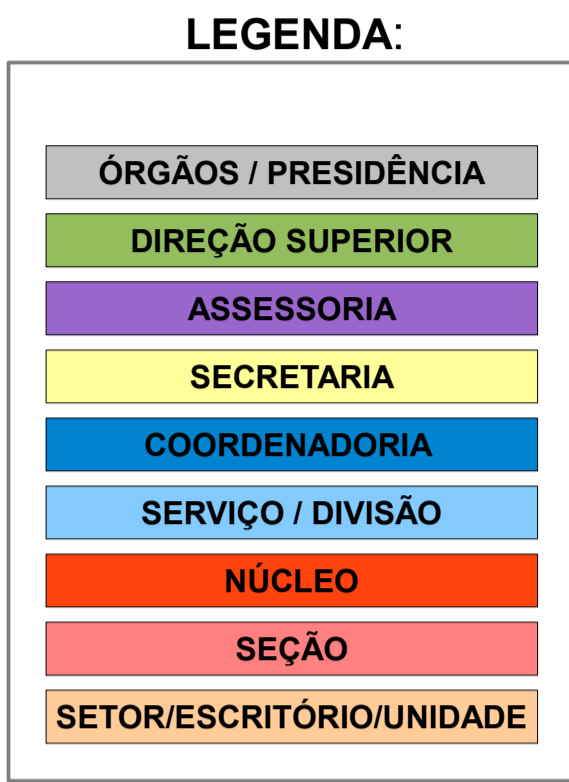 LEGENDA:
ÓRGÃOS / PRESIDÊNCIA
DIREÇÃO SUPERIOR
ASSESSORIA
SECRETARIA
COORDENADORIA
SERVIÇO / DIVISÃO
NÚCLEO
SEÇÃO
SETOR/ESCRITÓRIO/UNIDADE